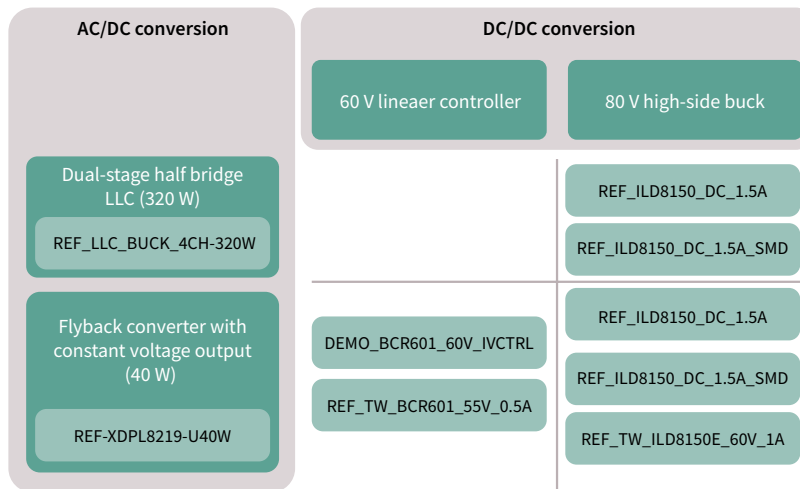 AC/DC conversion
DC/DC conversion
60 V lineaer controller
80 V high-side buck
Dual-stage half bridge
LLC (320 W)
REF_LLC_BUCK_4CH-320W
REF_ILD8150_DC_1.5A
REF_ILD8150_DC_1.5A_SMD
Flyback converter with
constant voltage output
(40 W)
REF-XDPL8219-U40W
DEMO_BCR601_60V_IVCTRL
REF_TW_BCR601_55V_0.5A
REF_ILD8150_DC_1.5A
REF_ILD8150_DC_1.5A_SMD
REF_TW_ILD8150E_60V_1A